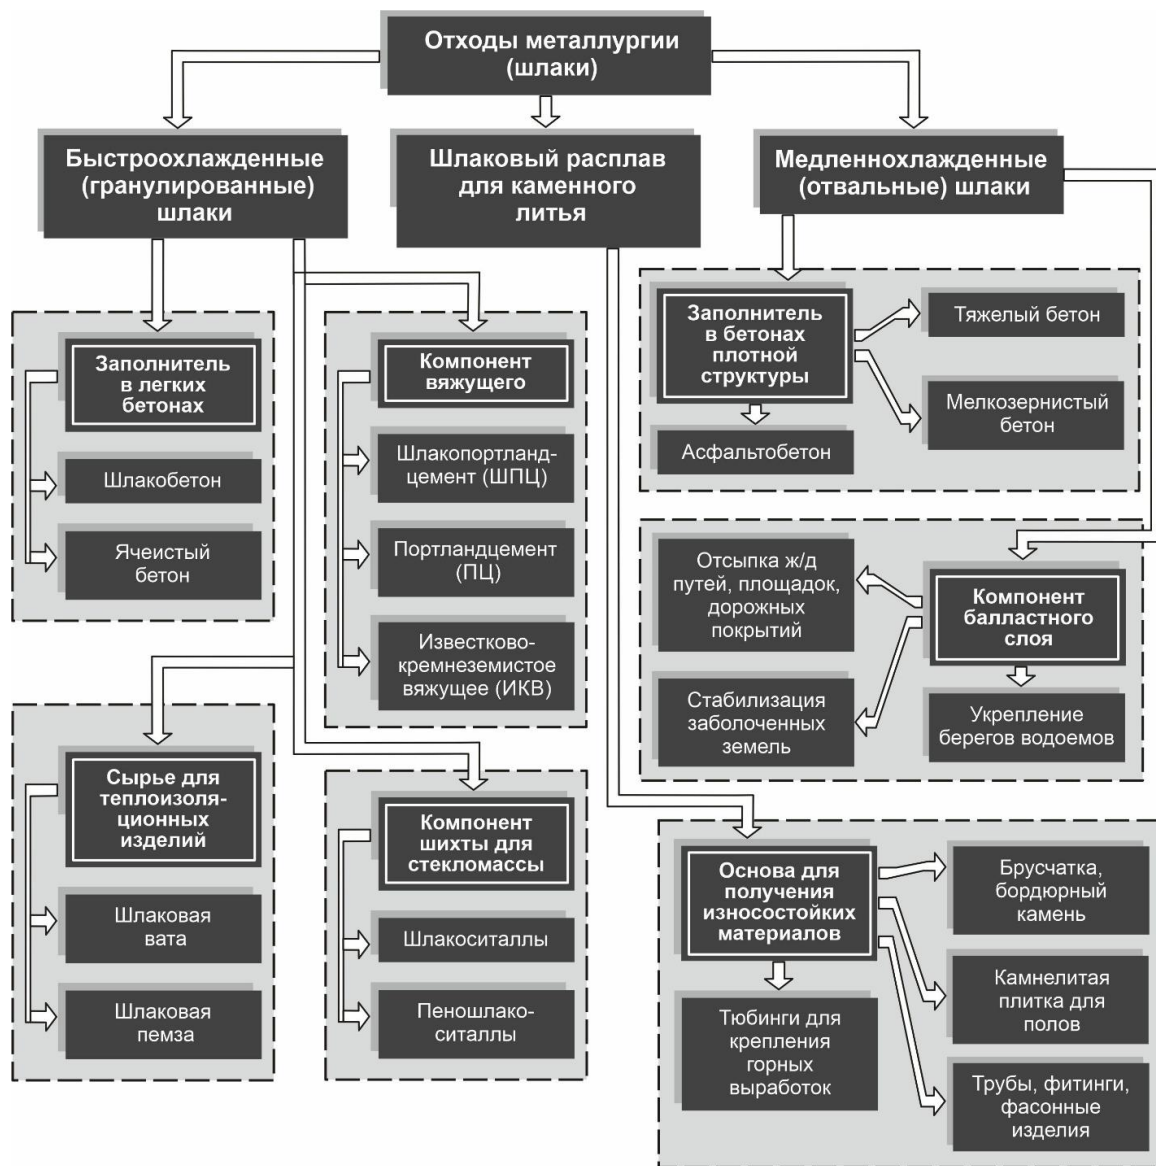 Отходы металлургии
(шлаки)
Быстроохлажденные
(гранулированные)
шлаки
Шлаковый расплав
для каменного
литья
Медленнохлажденные
(отвальные) шлаки
Заполнитель
в легких
бетонах
Шлакобетон
Ячеистый
бетон
Компонент
вяжущего
Шлакопортланд-
цемент (ШПЦ)
Портландцемент
(ПЦ)
Известково-
кремнеземистое
вяжущее (ИКВ)
Заполнитель
в бетонах
плотной
структуры
Тяжелый бетон
Мелкозернистый
бетон
Асфальтобетон
Отсыпка ж/д
путей, площадок,
дорожных
покрытий
Компонент
балластного
слоя
Стабилизация
заболоченных
земель
Укрепление
берегов водоемов
Сырье для
теплоизоля-
ционных
изделий
Шлаковая
вата
Шлаковая
пемза
Компонент
шихты для
стекломассы
Шлакоситаллы
Пеношлако-
ситаллы
Основа для
получения
износостойких
материалов
Брусчатка,
бордюрный
камень
Камнелитая
плитка для
полов
Тюбинги для
крепления
горных
выработок
Трубы, фитинги,
фасонные
изделия